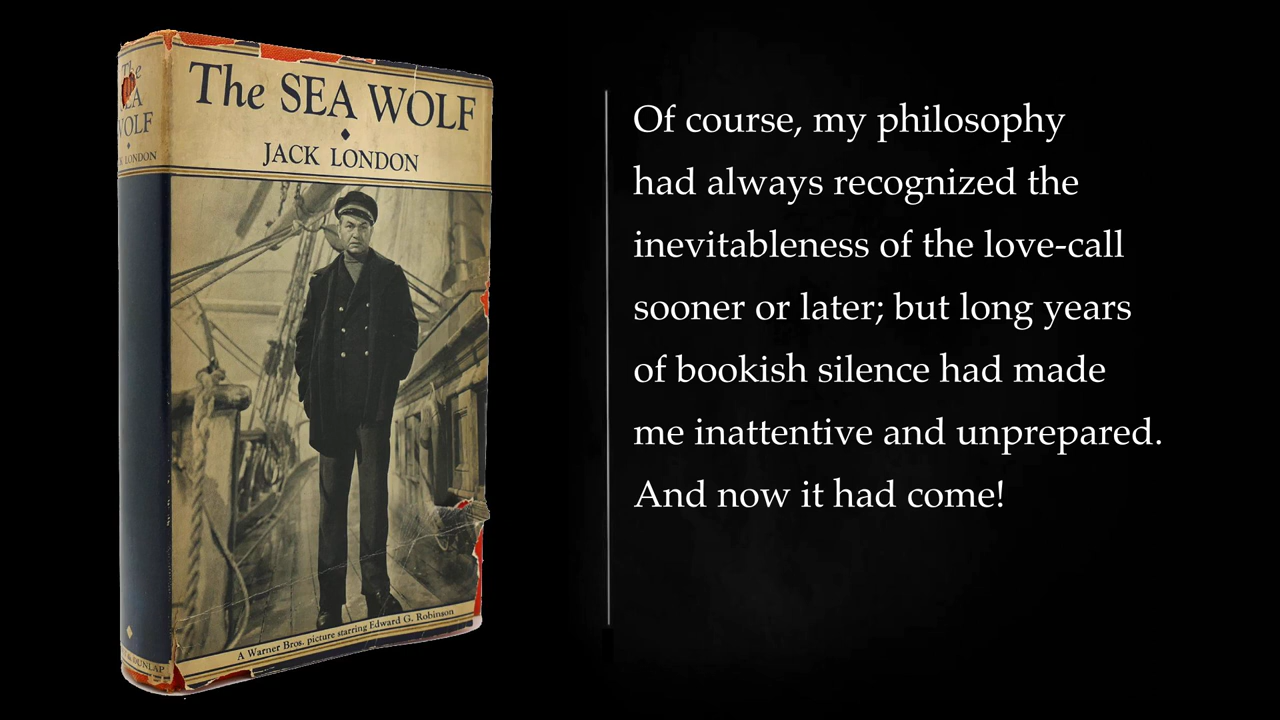 The SEA WOLF
JACK LONDON
A Warner Bros. picture starring Edward G. Robinson
The
WOLF
LONDON
DUNLAP
Of course, my philosophy
had always recognized the
inevitableness of the love-call
sooner or later; but long years
of bookish silence had made
me inattentive and unprepared.
And now it had come!